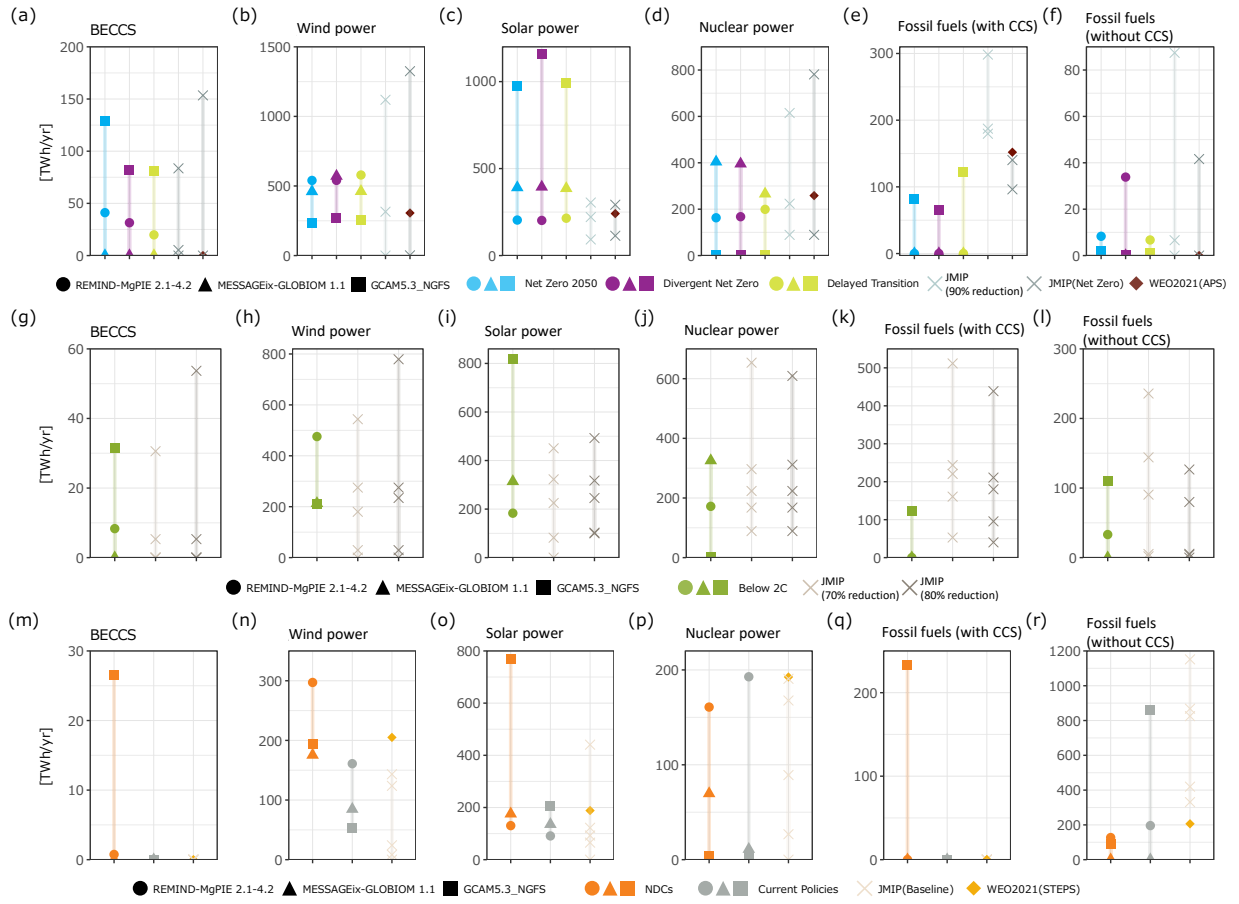 (a) (b) (c) (d) (e) (f)
BECCS Wind power Solar power Nuclear power Fossil fuels (with CCS) Fossil fuels
(without CCS)
[TWh/yr]
200 1500 1000 800 300 80
150 1000 500 600 200 60
100 500 0 400 100 40
50 0 200 0 20
0 0 0
REMIND-MgPIE 2.1-4.2 MESSAGEix-GLOBIOM 1.1 GCAM5.3_NGFS Net Zero 2050 Divergent Net Zero Delayed Transition JMIP
(90% reduction) JMIP(Net Zero) WEO2021(APS)
(g) (h) (i) (j) (k) (l)
BECCS Wind power Solar power Nuclear power Fossil fuels (with CCS) Fossil fuels
(without CCS)
[TWh/yr]
60 800 800 600 500 300
40 600 600 400 400 200
20 400 400 200 300 100
0 200 200 0 200 0
0 0 100
0
REMIND-MgPIE 2.1-4.2 MESSAGEix-GLOBIOM 1.1 GCAM5.3_NGFS Below 2C JMIP
(70% reduction) JMIP
(80% reduction)
(m) (n) (o) (p) (q) (r)
BECCS Wind power Solar power Nuclear power Fossil fuels (with CCS) Fossil fuels
(without CCS)
[TWh/yr]
30 300 800 200 200 1200
20 200 600 100 100 1000
10 100 400 0 0 800
0 0 200 600
0 400
200
0
REMIND-MgPIE 2.1-4.2 MESSAGEix-GLOBIOM 1.1 GCAM5.3_NGFS NDCs Current Policies JMIP(Baseline) WEO2021(STEPS)